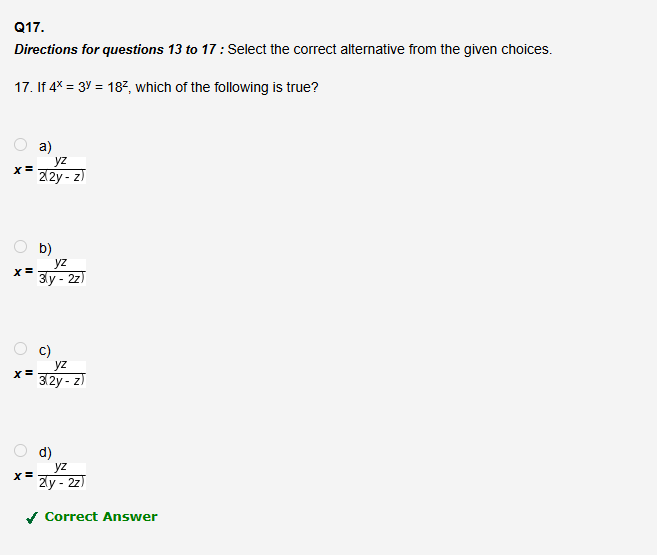 Q17.
Directions for questions 13 to 17 : Select the correct alternative from the given choices.
17. If 4ˣ = 3ʸ = 18ᶻ, which of the following is true?
a)
x = yz / 2(2y - z)
b)
x = yz / 3(y - 2z)
c)
x = yz / 3(2y - z)
d)
x = yz / 2(y - 2z)
✓ Correct Answer